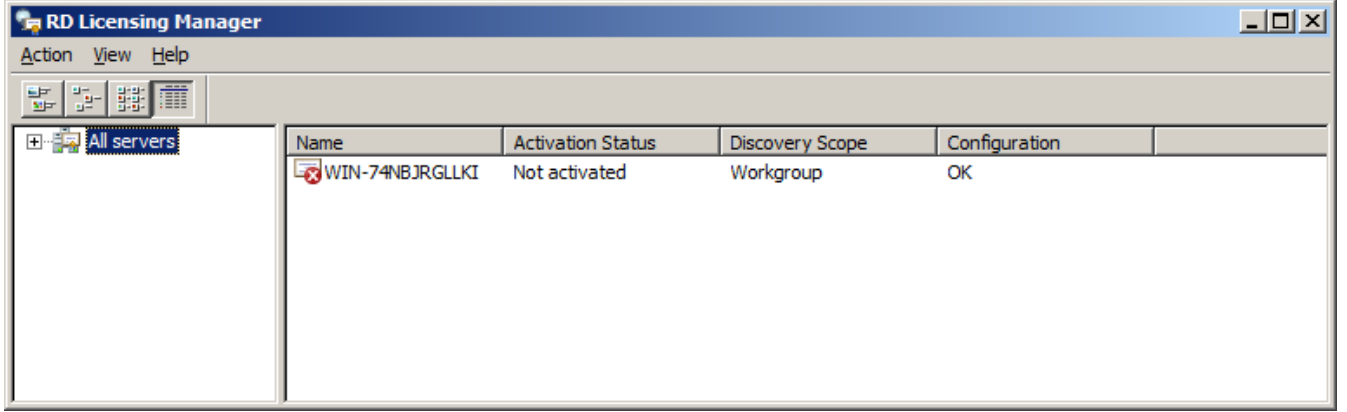 RD Licensing Manager
Action View Help
All servers
Name Activation Status Discovery Scope Configuration
WIN-74NBJRGLLKI Not activated Workgroup OK